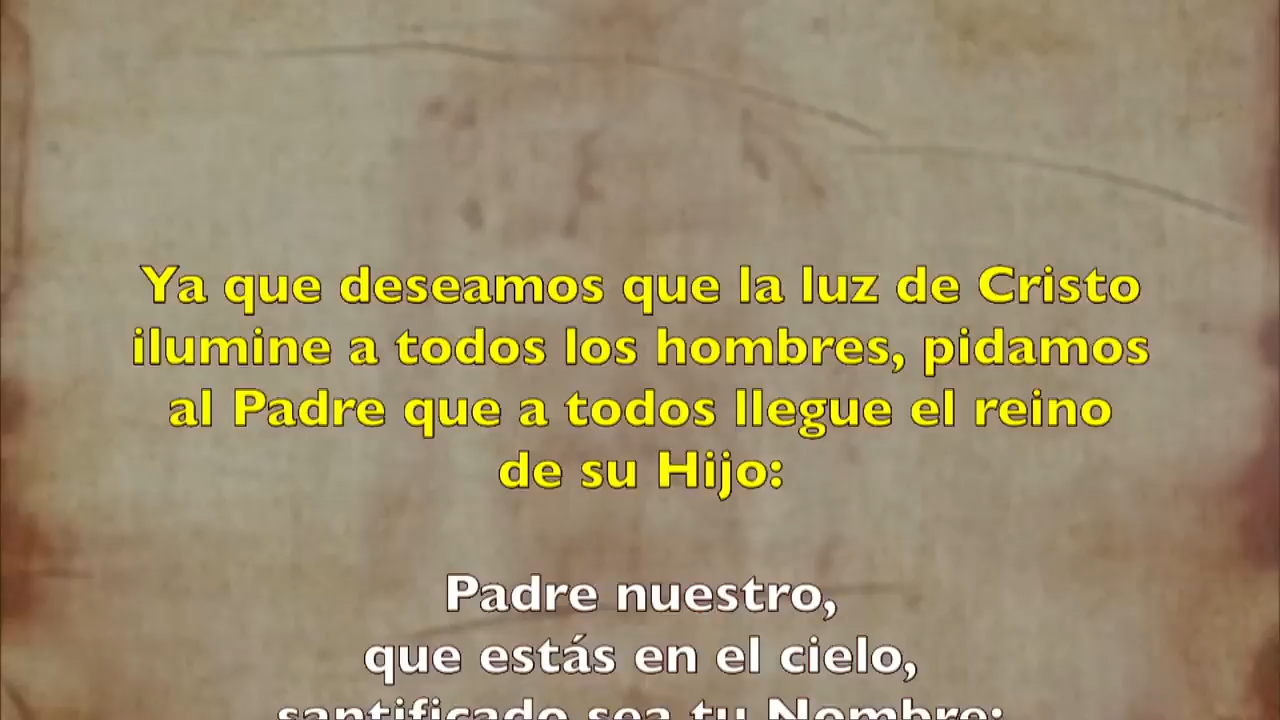 Ya que deseamos que la luz de Cristo
ilumine a todos los hombres, pidamos
al Padre que a todos llegue el reino
de su Hijo:
Padre nuestro,
que estás en el cielo,
santificado sea tu Nombre;